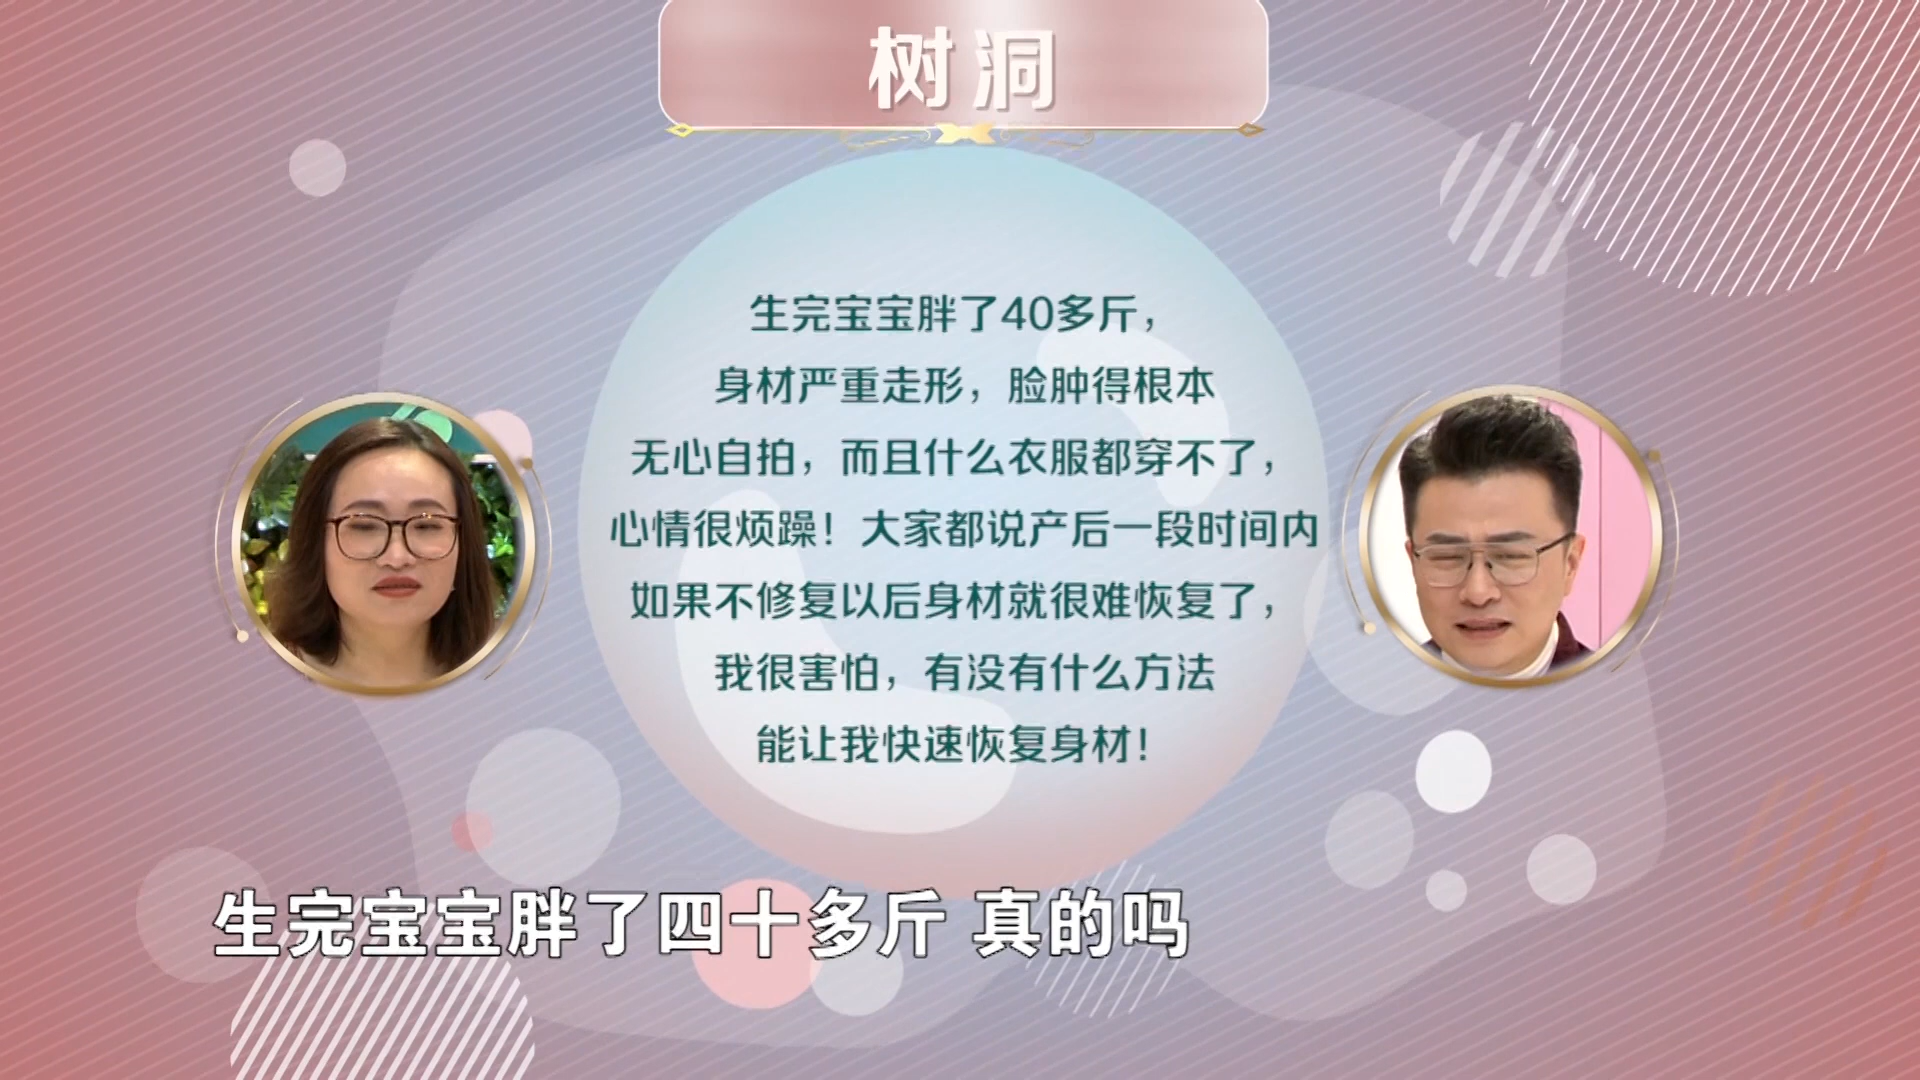 树洞
生完宝宝胖了40多斤，
身材严重走形，脸肿得根本
无心自拍，而且什么衣服都穿不了，
心情很烦躁！大家都说产后一段时间内
如果不修复以后身材就很难恢复了，
我很害怕，有没有什么方法
能让我快速恢复身材！
生完宝宝胖了四十多斤 真的吗